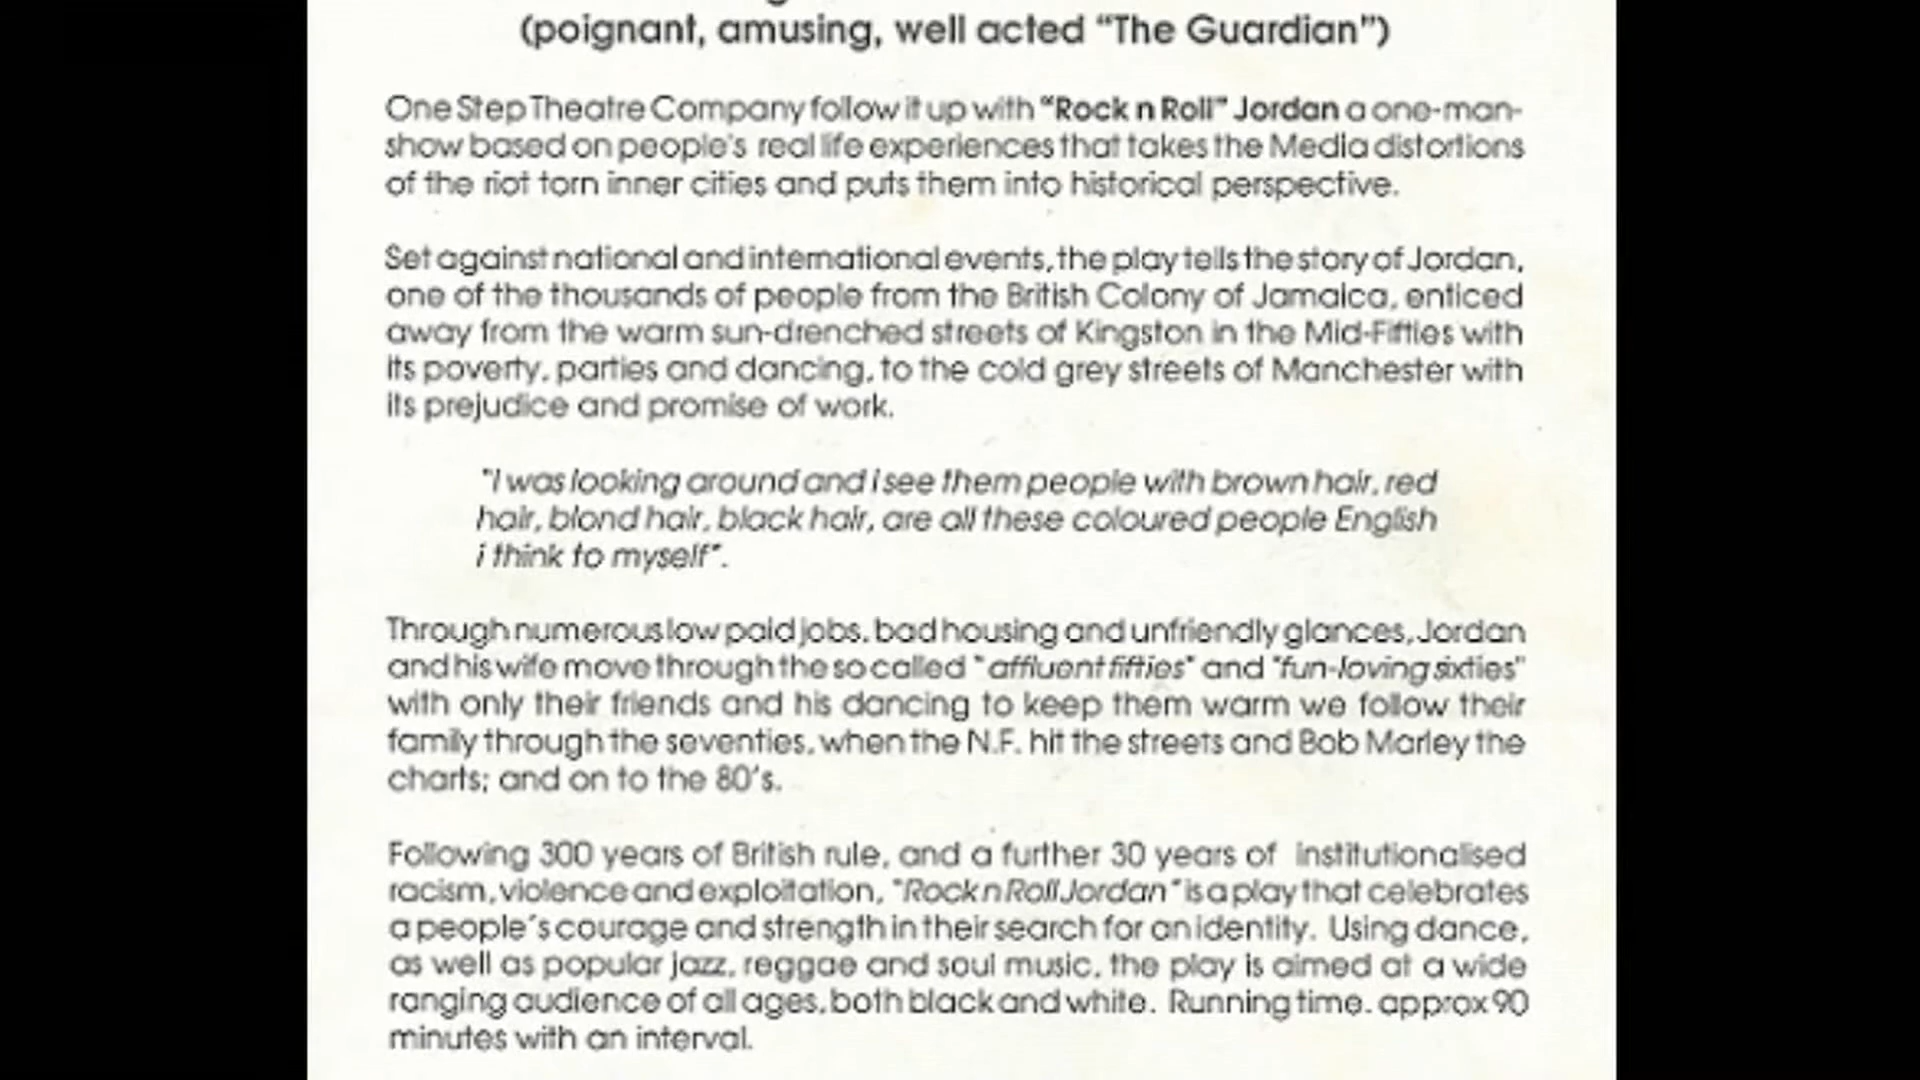 (poignant, amusing, well acted “The Guardian”)
One Step Theatre Company follow it up with “Rock n Roll” Jordan a one-man-
show based on people's real life experiences that takes the Media distortions
of the riot torn inner cities and puts them into historical perspective.
Set against national and international events, the play tells the story of Jordan,
one of the thousands of people from the British Colony of Jamaica, enticed
away from the warm sun-drenched streets of Kingston in the Mid-Fifties with
its poverty, parties and dancing, to the cold grey streets of Manchester with
its prejudice and promise of work.
"I was looking around and i see them people with brown hair, red
hair, blond hair, black hair, are all these coloured people English
i think to myself".
Through numerous low paid jobs, bad housing and unfriendly glances, Jordan
and his wife move through the so called "affluent fifties" and "fun-loving sixties"
with only their friends and his dancing to keep them warm we follow their
family through the seventies, when the N.F. hit the streets and Bob Marley the
charts; and on to the 80's.
Following 300 years of British rule, and a further 30 years of institutionalised
racism, violence and exploitation, "Rock n Roll Jordan" is a play that celebrates
a people's courage and strength in their search for an identity. Using dance,
as well as popular jazz, reggae and soul music, the play is aimed at a wide
ranging audience of all ages, both black and white. Running time. approx 90
minutes with an interval.